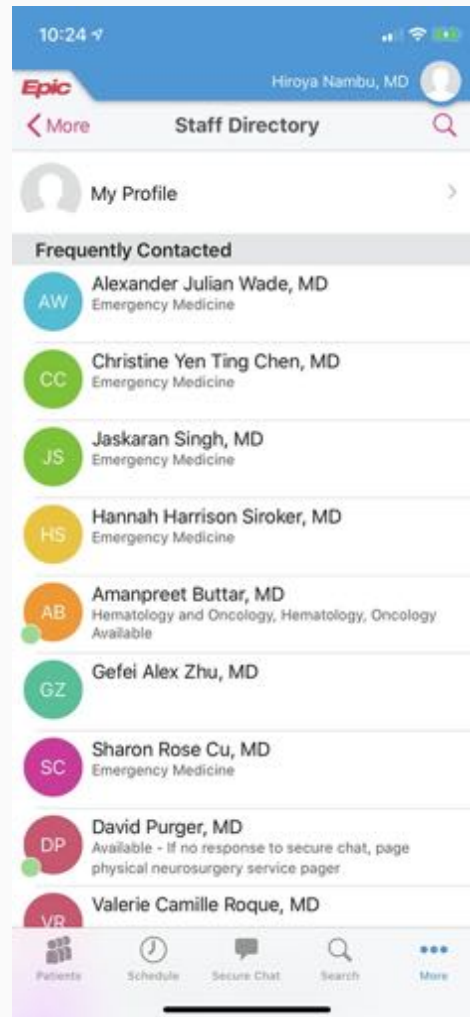 10:24
Epic
Hiroya Nambu, MD
More
Staff Directory
My Profile
Frequently Contacted
AW
Alexander Julian Wade, MD
Emergency Medicine
CC
Christine Yen Ting Chen, MD
Emergency Medicine
JS
Jaskaran Singh, MD
Emergency Medicine
HS
Hannah Harrison Siroker, MD
Emergency Medicine
AB
Amanpreet Buttar, MD
Hematology and Oncology, Hematology, Oncology
Available
GZ
Gefei Alex Zhu, MD
SC
Sharon Rose Cu, MD
Emergency Medicine
DP
David Purger, MD
Available - If no response to secure chat, page
physical neurosurgery service pager
VR
Valerie Camille Roque, MD
Patients
Schedule
Secure Chat
Search
More